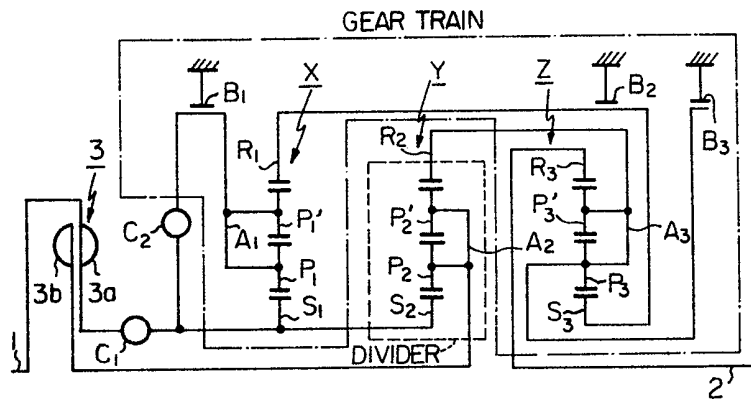 GEAR TRAIN
B1
X
Y
Z
B2
B3
R1
R2
R3
3
C2
A1
P1'
P2'
A2
P3'
A3
3b
3a
P1
P2
P3
S1
S2
S3
1
C1
DIVIDER
2